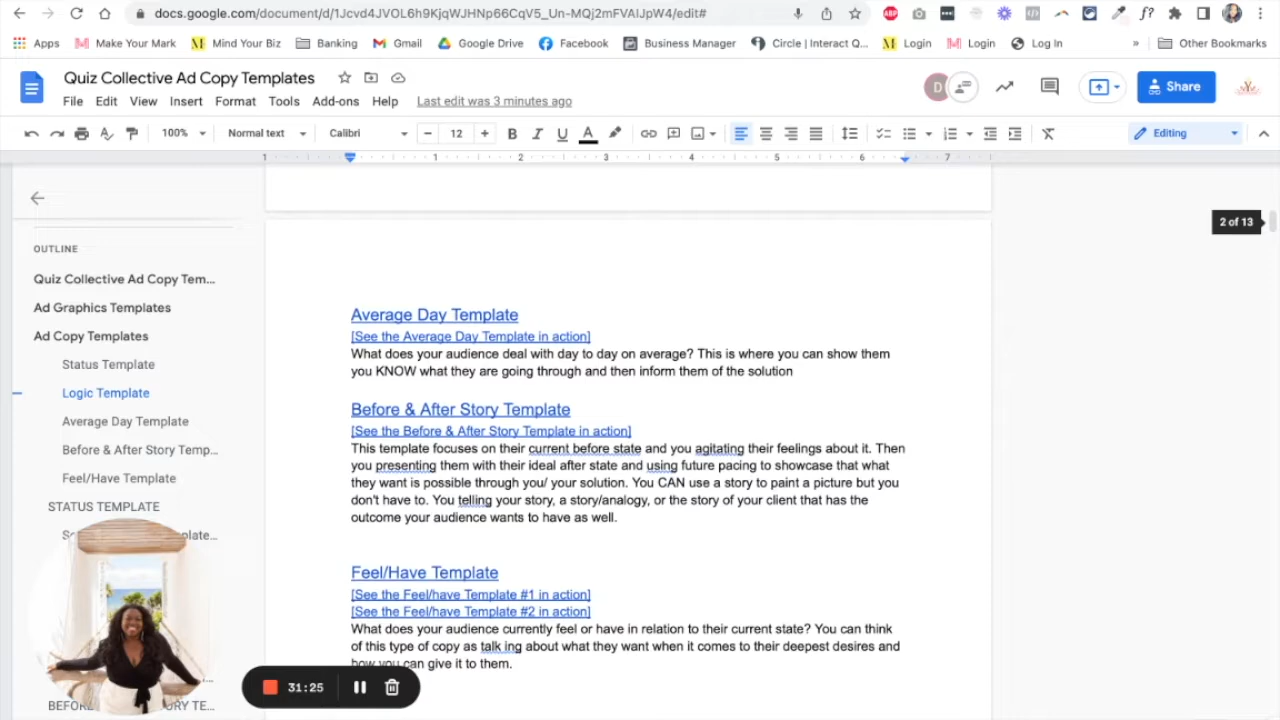 docs.google.com/document/d/1Jcvd4JVOL6h9KjqWJHNp66CqV5_Un-MQj2mFVAIJpW4/edit#
Apps
Make Your Mark
Mind Your Biz
Banking
Gmail
Google Drive
Facebook
Business Manager
Circle | Interact Q...
Login
Login
Log In
»
Other Bookmarks
Quiz Collective Ad Copy Templates
File Edit View Insert Format Tools Add-ons Help Last edit was 3 minutes ago
D
Share
100% Normal text Calibri − 12 + B I U A Editing
1 1 2 3 4 5 6 7
2 of 13
OUTLINE
Quiz Collective Ad Copy Tem...
Ad Graphics Templates
Ad Copy Templates
Status Template
Logic Template
Average Day Template
Before & After Story Temp...
Feel/Have Template
STATUS TEMPLATE
Average Day Template
[See the Average Day Template in action]
What does your audience deal with day to day on average? This is where you can show them
you KNOW what they are going through and then inform them of the solution
Before & After Story Template
[See the Before & After Story Template in action]
This template focuses on their current before state and you agitating their feelings about it. Then
you presenting them with their ideal after state and using future pacing to showcase that what
they want is possible through you/ your solution. You CAN use a story to paint a picture but you
don't have to. You telling your story, a story/analogy, or the story of your client that has the
outcome your audience wants to have as well.
Feel/Have Template
[See the Feel/have Template #1 in action]
[See the Feel/have Template #2 in action]
What does your audience currently feel or have in relation to their current state? You can think
of this type of copy as talk ing about what they want when it comes to their deepest desires and
how you can give it to them.
31:25